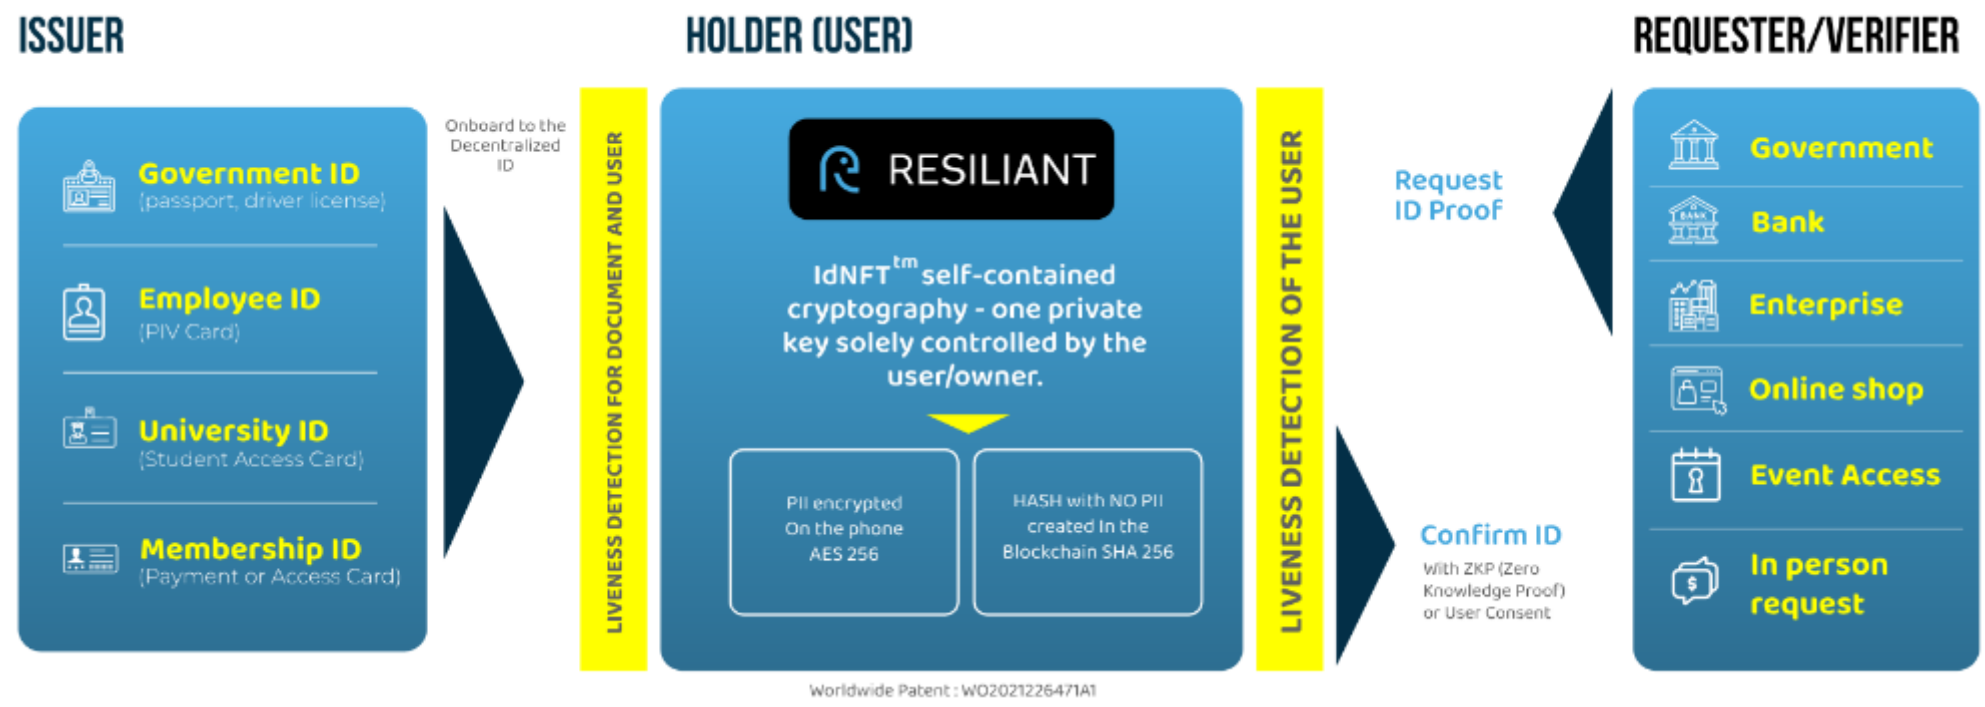 ISSUER
Government ID
(passport, driver license)
Employee ID
(PIV Card)
University ID
(Student Access Card)
Membership ID
(Payment or Access Card)
Onboard to the
Decentralized
ID
LIVENESS DETECTION FOR DOCUMENT AND USER
HOLDER (USER)
RESILIANT
IdNFT™ self-contained
cryptography - one private
key solely controlled by the
user/owner.
PII encrypted
On the phone
AES 256
HASH with NO PII
created In the
Blockchain SHA 256
Worldwide Patent : WO2021226471A1
LIVENESS DETECTION OF THE USER
Request
ID Proof
Confirm ID
With ZKP (Zero
Knowledge Proof)
or User Consent
REQUESTER/VERIFIER
Government
BANK
Bank
Enterprise
Online shop
Event Access
$
In person
request